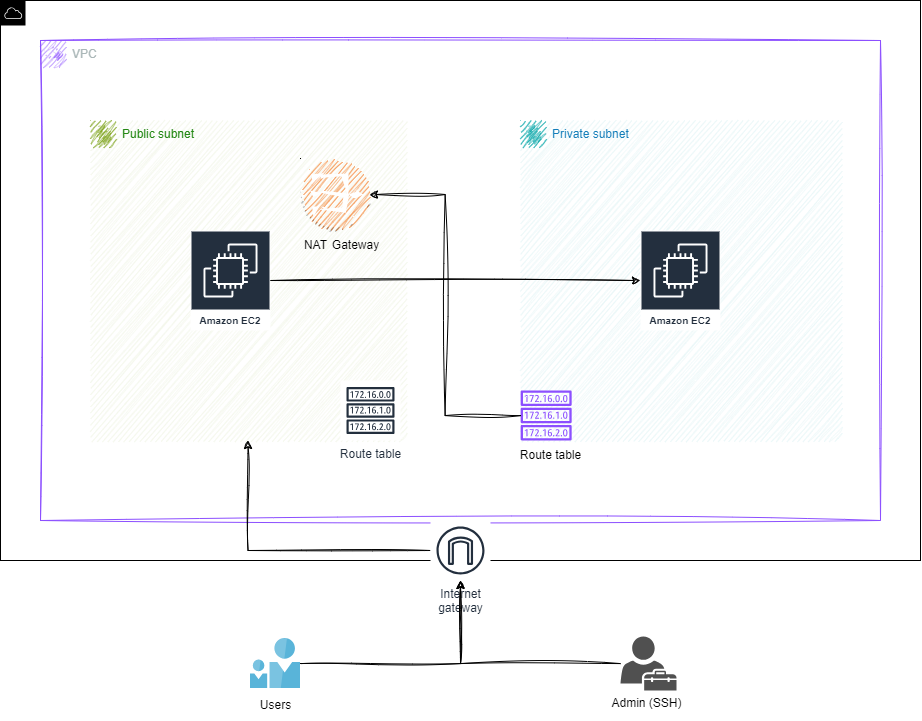 VPC
Public subnet
Private subnet
NAT Gateway
Amazon EC2
Amazon EC2
172.16.0.0
172.16.1.0
172.16.2.0
Route table
172.16.0.0
172.16.1.0
172.16.2.0
Route table
Internet
gateway
Users
Admin (SSH)